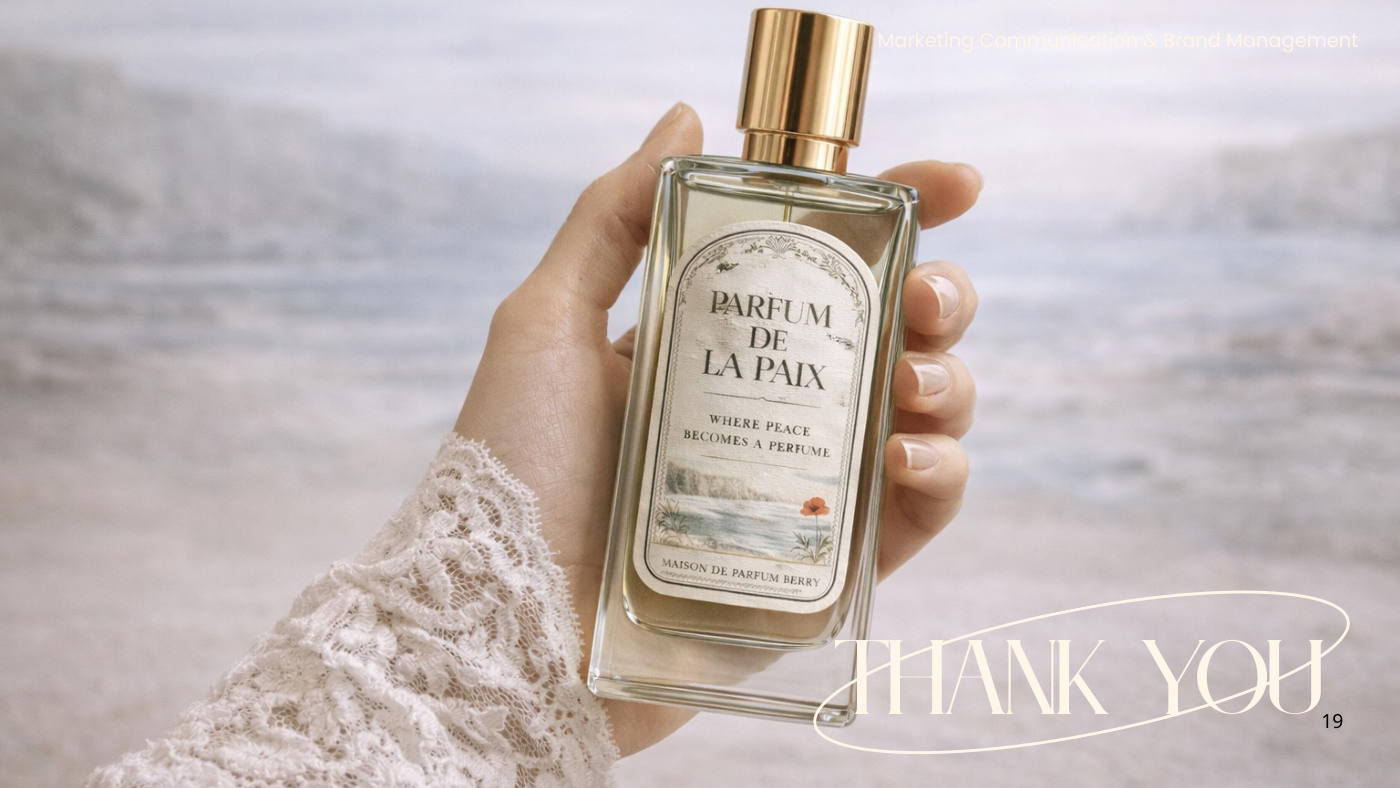 Marketing Communication & Brand Management
PARFUM
DE
LA PAIX
WHERE PEACE
BECOMES A PERFUME
MAISON DE PARFUM BERRY
THANK YOU
19